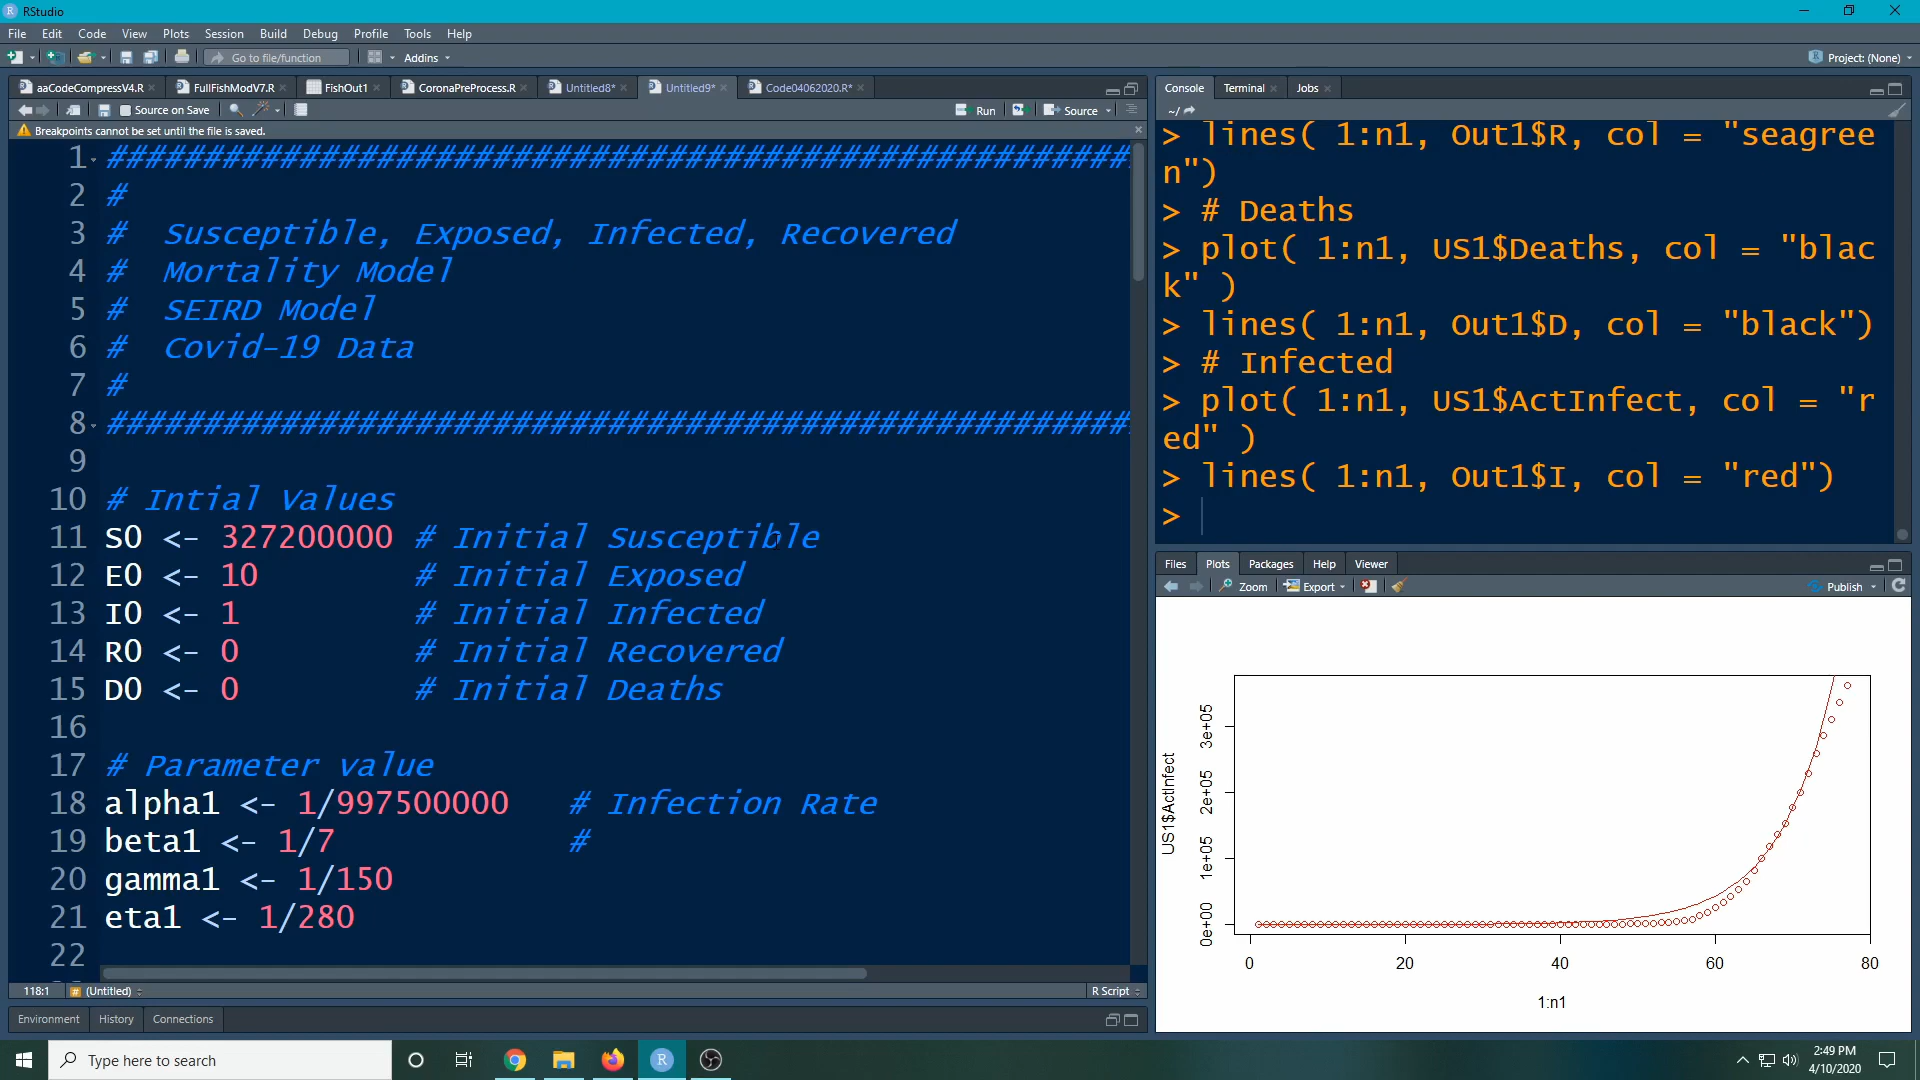 RStudio
File Edit Code View Plots Session Build Debug Profile Tools Help
Go to file/function Addins Project: (None)
aaCodeCompressV4.R FullFishModV7.R FishOut1 CoronaPreProcess.R Untitled8* Untitled9* Code04062020.R*
Source on Save Run Source
Breakpoints cannot be set until the file is saved.
1 ######################################################
2 #
3 # Susceptible, Exposed, Infected, Recovered
4 # Mortality Model
5 # SEIRD Model
6 # Covid-19 Data
7 #
8 ######################################################
9
10 # Intial Values
11 S0 <- 327200000 # Initial Susceptible
12 E0 <- 10 # Initial Exposed
13 I0 <- 1 # Initial Infected
14 R0 <- 0 # Initial Recovered
15 D0 <- 0 # Initial Deaths
16
17 # Parameter value
18 alpha1 <- 1/997500000 # Infection Rate
19 beta1 <- 1/7 #
20 gamma1 <- 1/150
21 eta1 <- 1/280
22
118:1 # (Untitled) R Script
Environment History Connections
Console Terminal Jobs
~/
> lines( 1:n1, Out1$R, col = "seagree
n")
> # Deaths
> plot( 1:n1, US1$Deaths, col = "blac
k" )
> lines( 1:n1, Out1$D, col = "black")
> # Infected
> plot( 1:n1, US1$ActInfect, col = "r
ed" )
> lines( 1:n1, Out1$I, col = "red")
>
Files Plots Packages Help Viewer
Zoom Export Publish
US1$ActInfect
3e+05
2e+05
1e+05
0e+00
0 20 40 60 80
1:n1
Type here to search
2:49 PM
4/10/2020